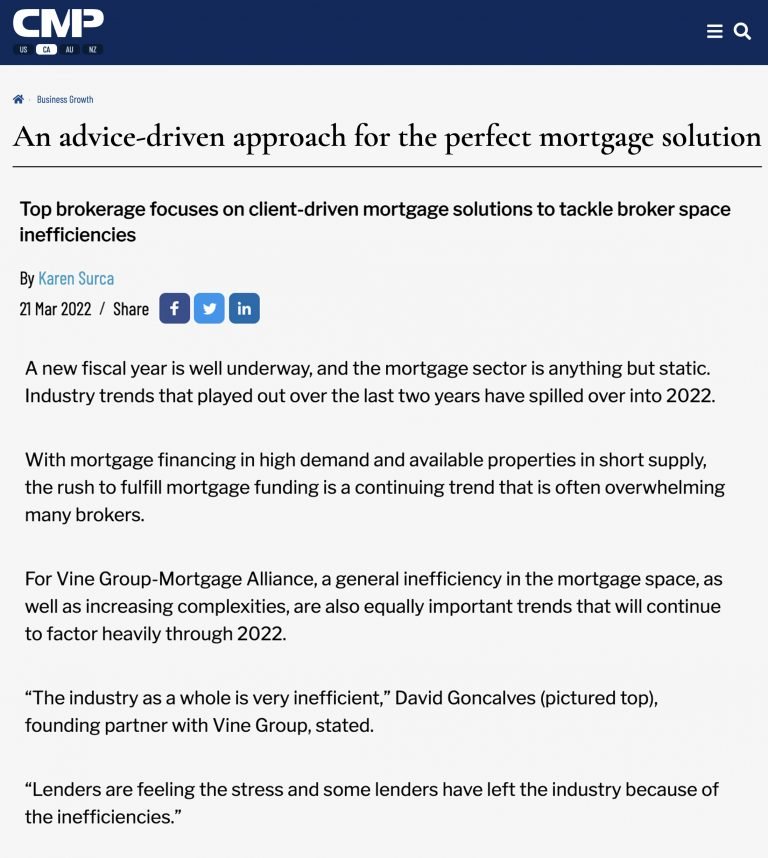 CMP
US CA AU NZ
Business Growth
An advice-driven approach for the perfect mortgage solution
Top brokerage focuses on client-driven mortgage solutions to tackle broker space
inefficiencies
By Karen Surca
21 Mar 2022 / Share f in
A new fiscal year is well underway, and the mortgage sector is anything but static.
Industry trends that played out over the last two years have spilled over into 2022.
With mortgage financing in high demand and available properties in short supply,
the rush to fulfill mortgage funding is a continuing trend that is often overwhelming
many brokers.
For Vine Group-Mortgage Alliance, a general inefficiency in the mortgage space, as
well as increasing complexities, are also equally important trends that will continue
to factor heavily through 2022.
“The industry as a whole is very inefficient,” David Goncalves (pictured top),
founding partner with Vine Group, stated.
“Lenders are feeling the stress and some lenders have left the industry because of
the inefficiencies.”